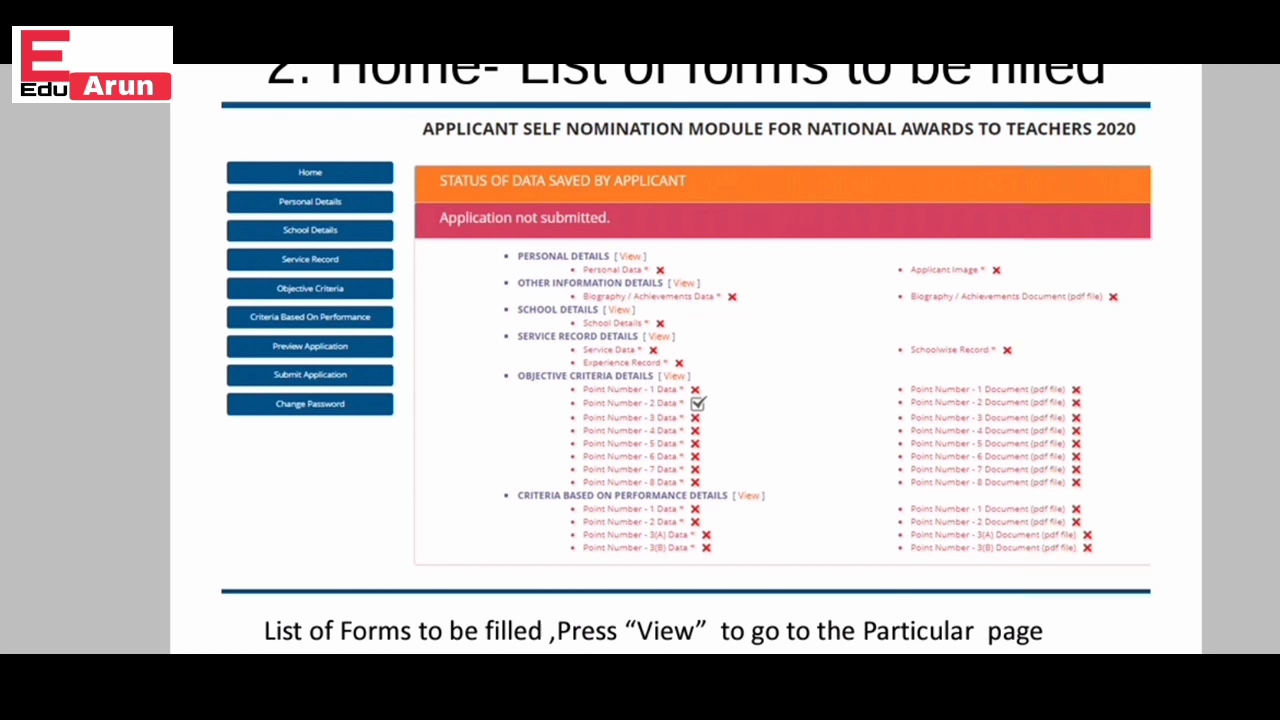 E
Edu Arun
2. Home- List of forms to be filled
APPLICANT SELF NOMINATION MODULE FOR NATIONAL AWARDS TO TEACHERS 2020
Home
Personal Details
School Details
Service Record
Objective Criteria
Criteria Based On Performance
Preview Application
Submit Application
Change Password
STATUS OF DATA SAVED BY APPLICANT
Application not submitted.
PERSONAL DETAILS [ View ]
Personal Data * Applicant Image *
OTHER INFORMATION DETAILS [ View ]
Biography / Achievements Data * Biography / Achievements Document (pdf file)
SCHOOL DETAILS [ View ]
School Details *
SERVICE RECORD DETAILS [ View ]
Service Data * Schoolwise Record *
Experience Record *
OBJECTIVE CRITERIA DETAILS [ View ]
Point Number - 1 Data * Point Number - 1 Document (pdf file)
Point Number - 2 Data * Point Number - 2 Document (pdf file)
Point Number - 3 Data * Point Number - 3 Document (pdf file)
Point Number - 4 Data * Point Number - 4 Document (pdf file)
Point Number - 5 Data * Point Number - 5 Document (pdf file)
Point Number - 6 Data * Point Number - 6 Document (pdf file)
Point Number - 7 Data * Point Number - 7 Document (pdf file)
Point Number - 8 Data * Point Number - 8 Document (pdf file)
CRITERIA BASED ON PERFORMANCE DETAILS [ View ]
Point Number - 1 Data * Point Number - 1 Document (pdf file)
Point Number - 2 Data * Point Number - 2 Document (pdf file)
Point Number - 3(A) Data * Point Number - 3(A) Document (pdf file)
Point Number - 3(B) Data * Point Number - 3(B) Document (pdf file)
List of Forms to be filled ,Press “View” to go to the Particular page